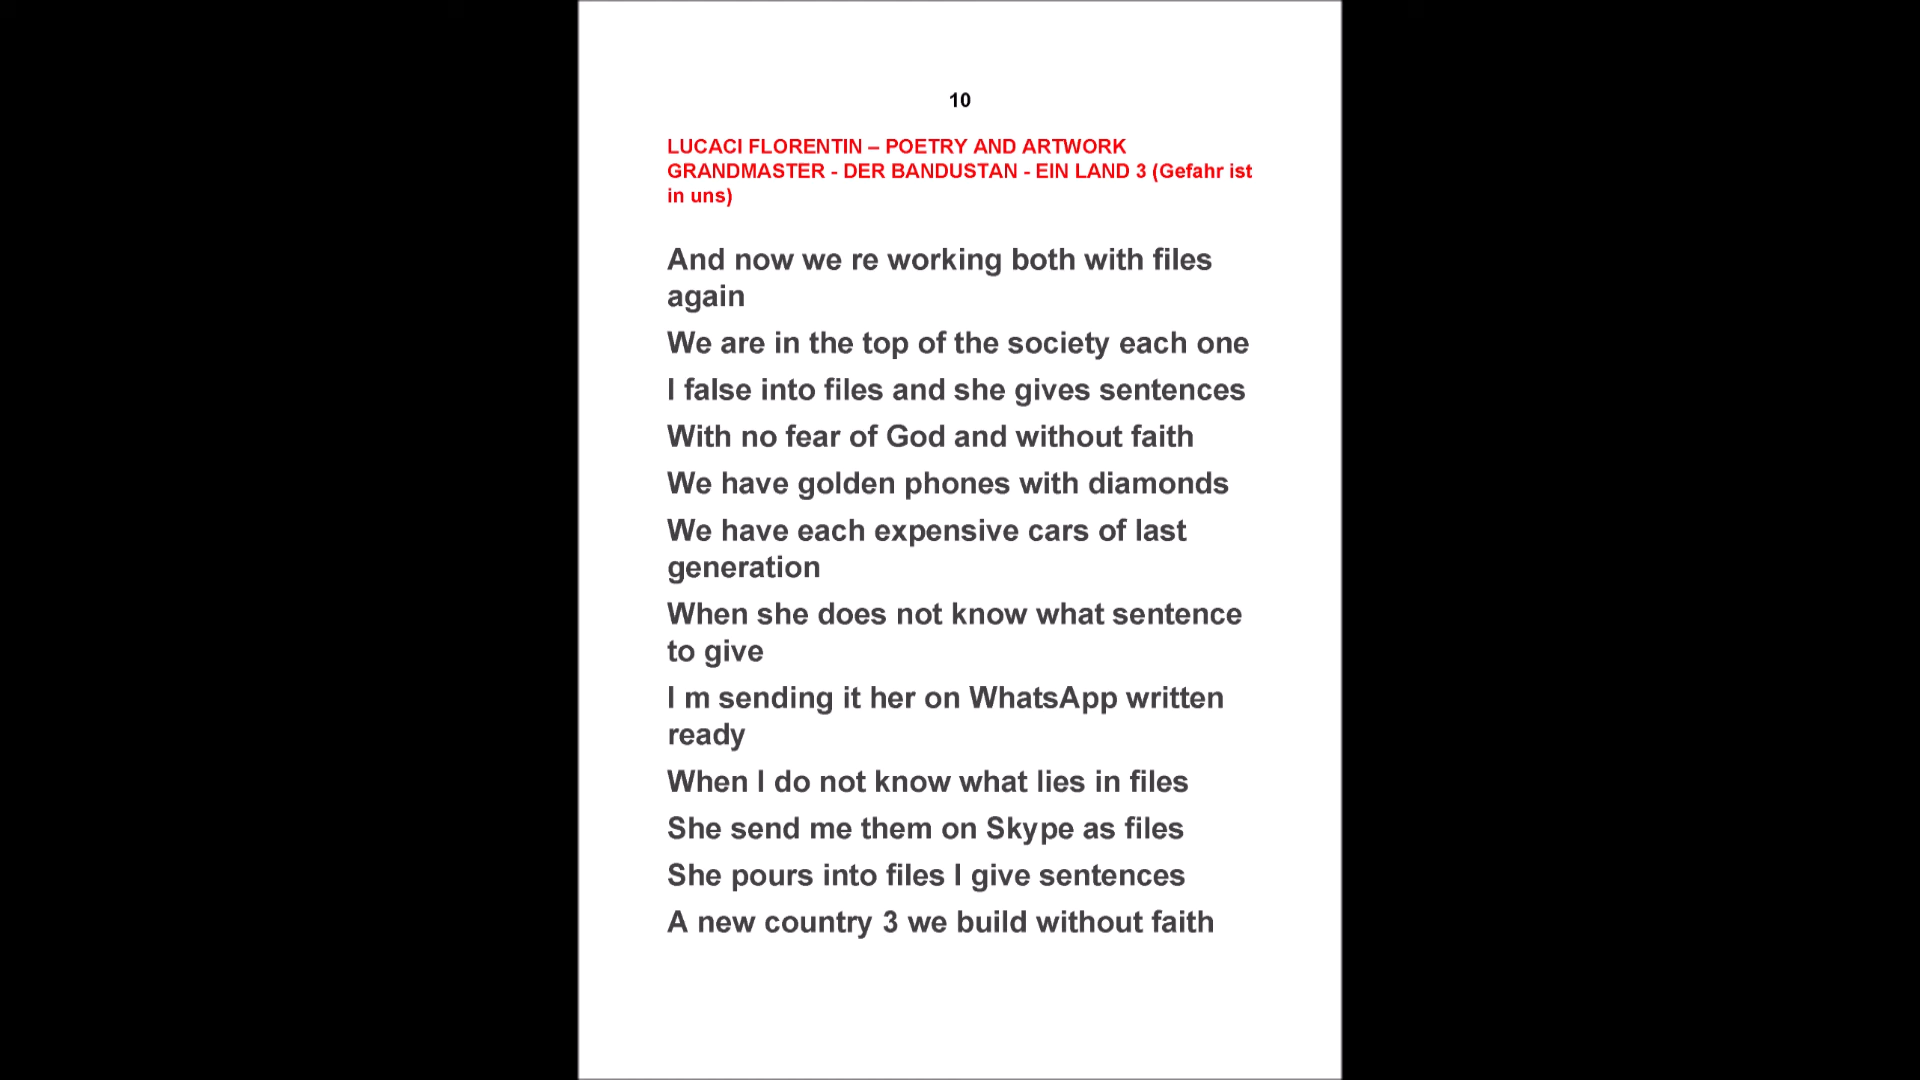 10
LUCACI FLORENTIN – POETRY AND ARTWORK
GRANDMASTER - DER BANDUSTAN - EIN LAND 3 (Gefahr ist
in uns)
And now we re working both with files
again
We are in the top of the society each one
I false into files and she gives sentences
With no fear of God and without faith
We have golden phones with diamonds
We have each expensive cars of last
generation
When she does not know what sentence
to give
I m sending it her on WhatsApp written
ready
When I do not know what lies in files
She send me them on Skype as files
She pours into files I give sentences
A new country 3 we build without faith